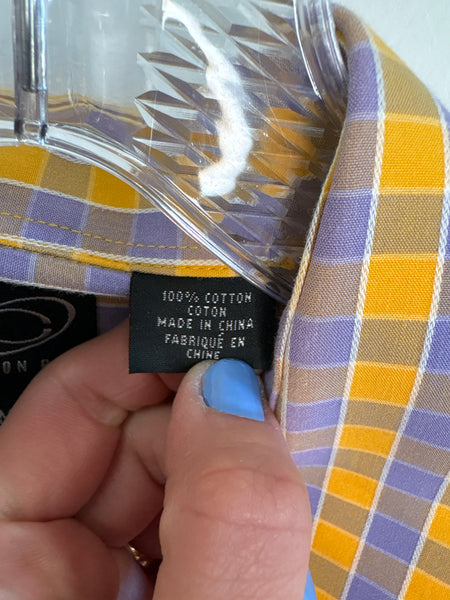 100% COTTON
COTON
MADE IN CHINA
FABRIQUÉ EN
CHINE